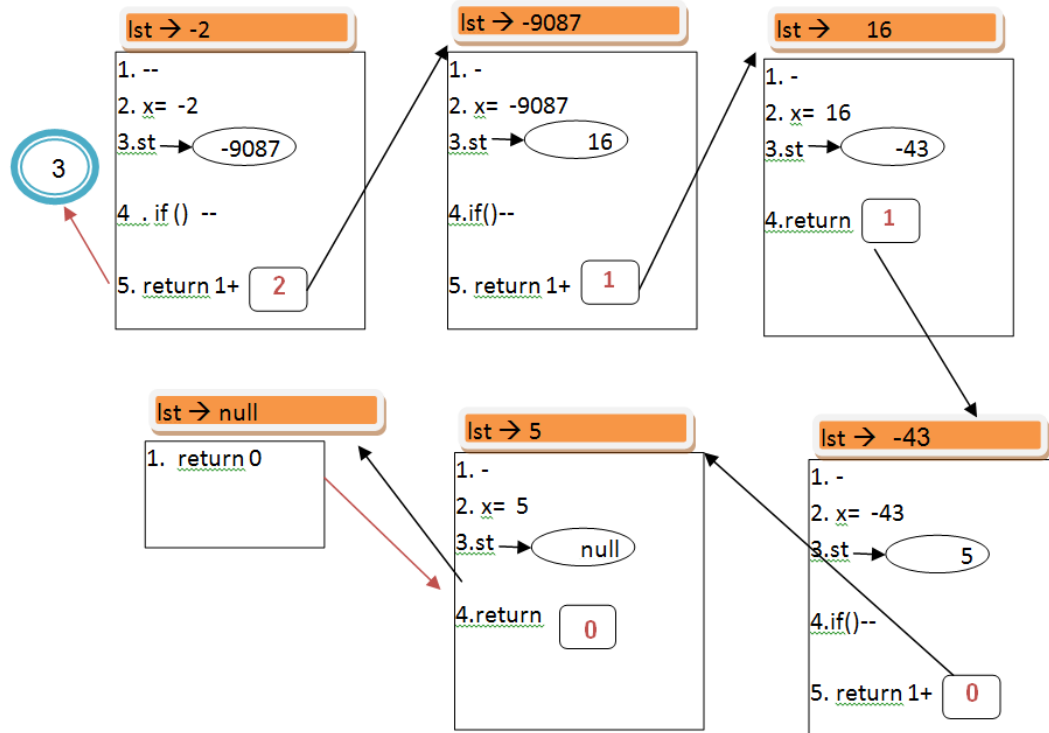 lst → -2
1. --
2. x= -2
3.st
-9087
4 . if () --
5. return 1+ 2
3
lst → -9087
1. -
2. x= -9087
3.st
16
4.if()--
5. return 1+ 1
lst → 16
1. -
2. x= 16
3.st
-43
4.return 1
lst → null
1. return 0
lst → 5
1. -
2. x= 5
3.st
null
4.return 0
lst → -43
1. -
2. x= -43
3.st
5
4.if()--
5. return 1+ 0